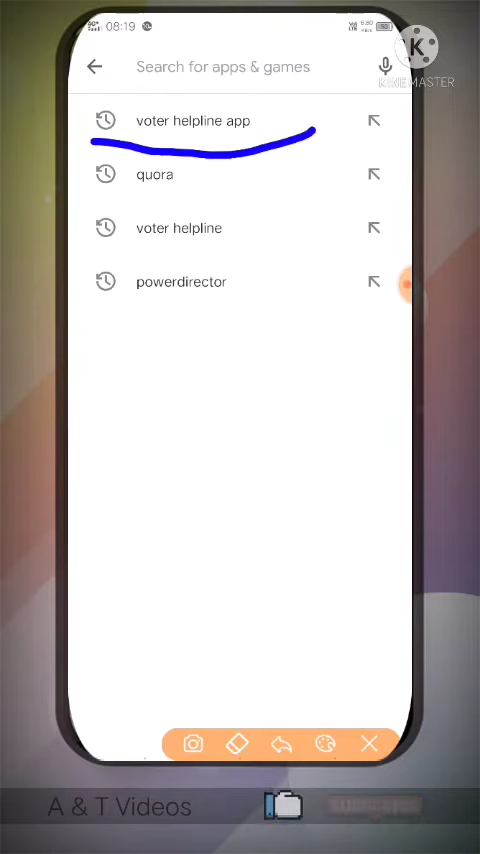 08:19
Search for apps & games
K
KINEMASTER
voter helpline app
quora
voter helpline
powerdirector
A & T Videos